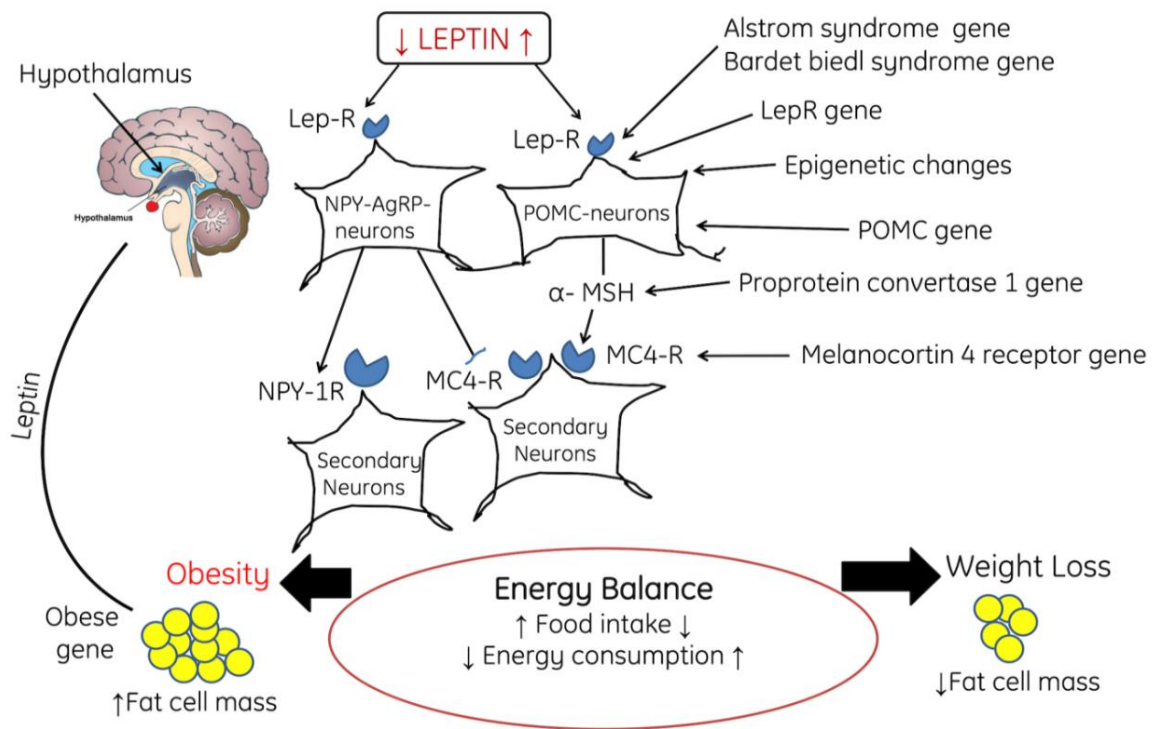 ↓ LEPTIN ↑
Alstrom syndrome gene
Bardet biedl syndrome gene
Hypothalamus
Lep-R
Lep-R
LepR gene
Epigenetic changes
Hypothalamus
NPY-AgRP-
neurons
POMC-neurons
POMC gene
α- MSH
Proprotein convertase 1 gene
NPY-1R
MC4-R
MC4-R
Melanocortin 4 receptor gene
Leptin
Secondary
Neurons
Secondary
Neurons
Obesity
Energy Balance
↑ Food intake ↓
↓ Energy consumption ↑
Weight Loss
Obese
gene
↑Fat cell mass
↓Fat cell mass